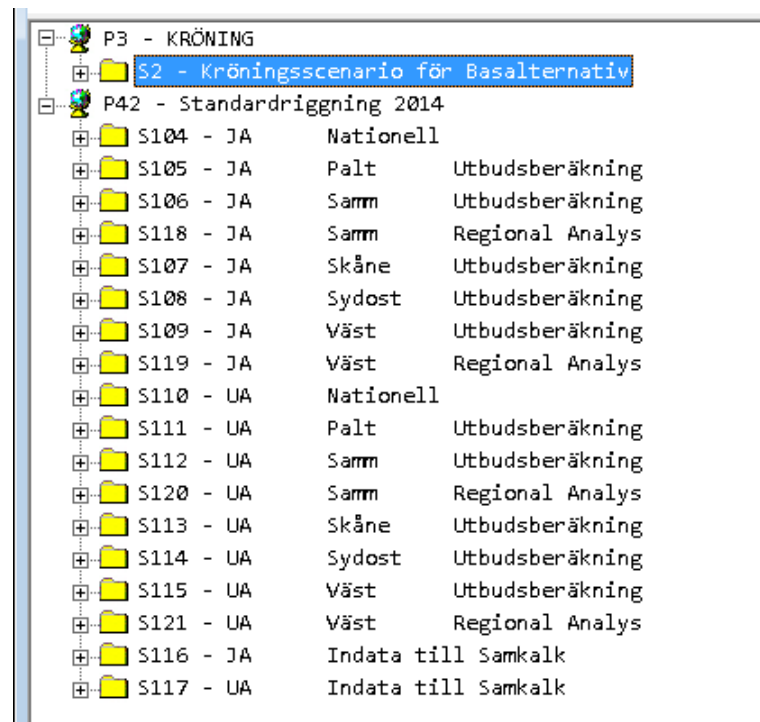 P3 - KRÖNING
S2 - Kröningsscenario för Basalternativ
P42 - Standardriggning 2014
S104 - JA Nationell
S105 - JA Palt Utbudsberäkning
S106 - JA Samm Utbudsberäkning
S118 - JA Samm Regional Analys
S107 - JA Skåne Utbudsberäkning
S108 - JA Sydost Utbudsberäkning
S109 - JA Väst Utbudsberäkning
S119 - JA Väst Regional Analys
S110 - UA Nationell
S111 - UA Palt Utbudsberäkning
S112 - UA Samm Utbudsberäkning
S120 - UA Samm Regional Analys
S113 - UA Skåne Utbudsberäkning
S114 - UA Sydost Utbudsberäkning
S115 - UA Väst Utbudsberäkning
S121 - UA Väst Regional Analys
S116 - JA Indata till Samkalk
S117 - UA Indata till Samkalk